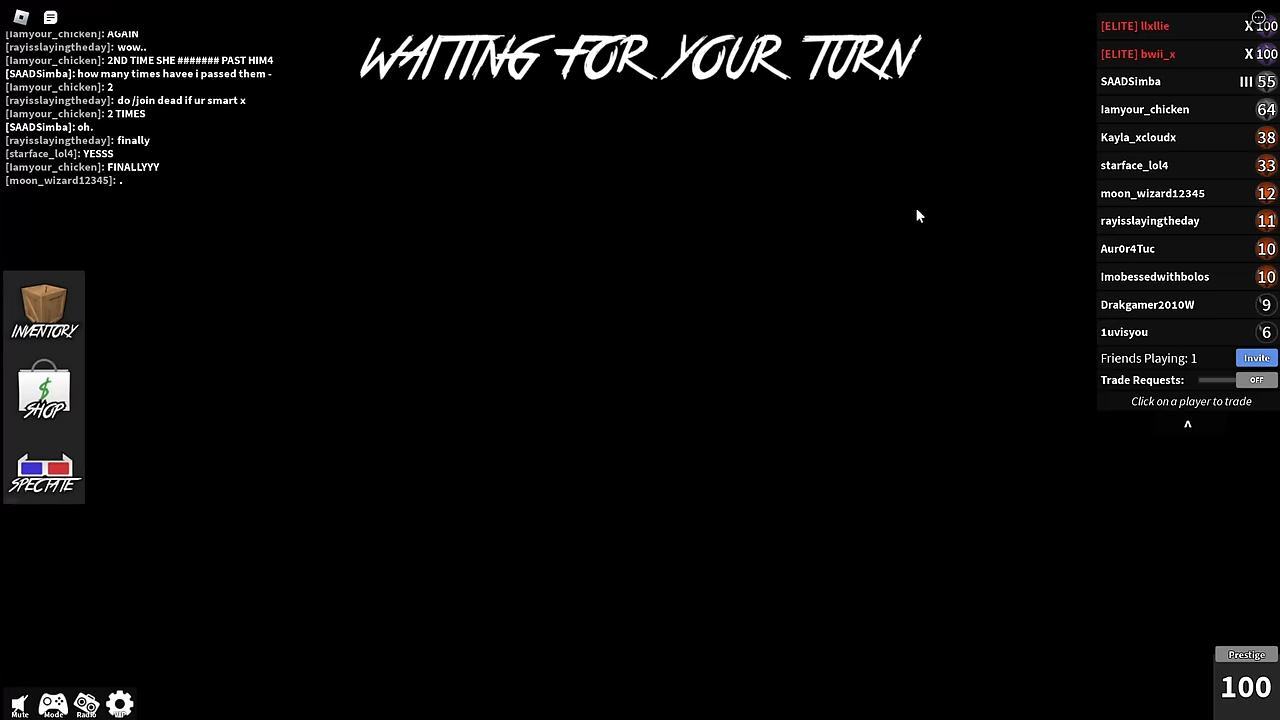 [Iamyour_chicken]: AGAIN
[rayisslayingtheday]: wow..
[Iamyour_chicken]: 2ND TIME SHE ####### PAST HIM4
[SAADSimba]: how many times havee i passed them -
[Iamyour_chicken]: 2
[rayisslayingtheday]: do /join dead if ur smart x
[Iamyour_chicken]: 2 TIMES
[SAADSimba]: oh.
[rayisslayingtheday]: finally
[starface_lol4]: YESSS
[Iamyour_chicken]: FINALLYYY
[moon_wizard12345]: .
WAITING FOR YOUR TURN
[ELITE] llxllie X 100
[ELITE] bwii_x X 100
SAADSimba III 55
Iamyour_chicken 64
Kayla_xcloudx 38
starface_lol4 33
moon_wizard12345 12
rayisslayingtheday 11
Aur0r4Tuc 10
Imobessedwithbolos 10
Drakgamer2010W 9
1uvisyou 6
Friends Playing: 1 Invite
Trade Requests: OFF
Click on a player to trade
^
INVENTORY
$
SHOP
SPECTATE
Mute Mode Radio VIP
Prestige
100